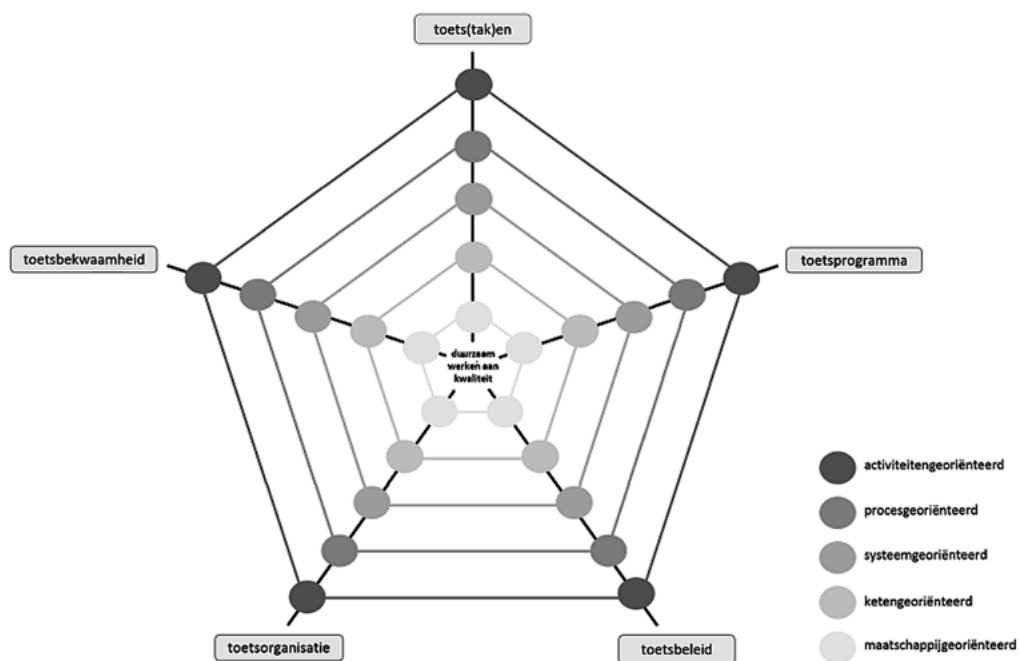 toets(tak)en
toetsbekwaamheid
toetsprogramma
duurzaam
werken aan
kwaliteit
toetsorganisatie
toetsbeleid
activiteitengeoriënteerd
procesgeoriënteerd
systeemgeoriënteerd
ketengeoriënteerd
maatschappijgeoriënteerd